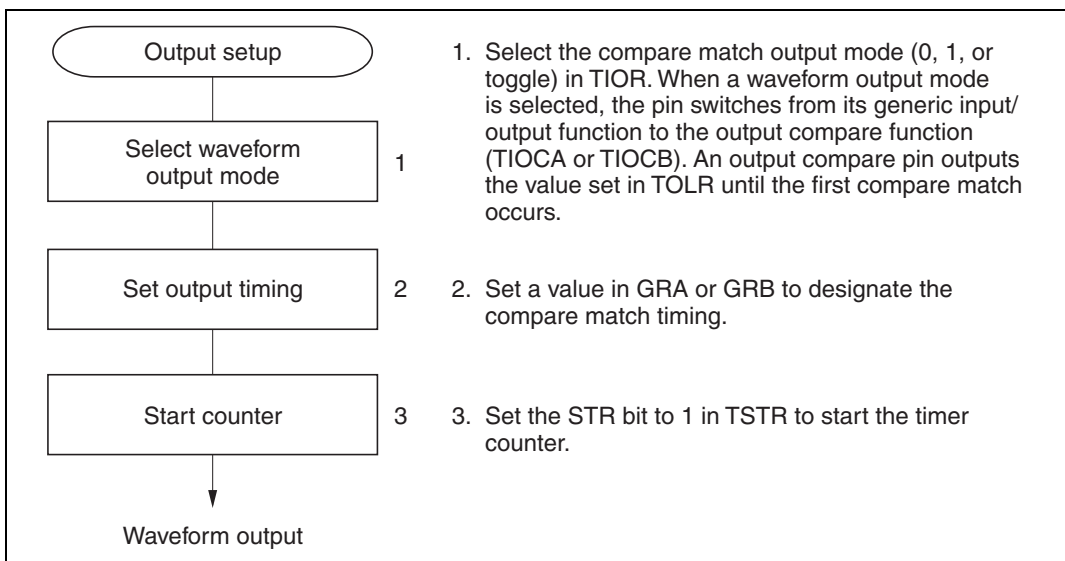 Output setup
Select waveform
output mode
1
Set output timing
2
Start counter
3
Waveform output
1. Select the compare match output mode (0, 1, or
toggle) in TIOR. When a waveform output mode
is selected, the pin switches from its generic input/
output function to the output compare function
(TIOCA or TIOCB). An output compare pin outputs
the value set in TOLR until the first compare match
occurs.
2. Set a value in GRA or GRB to designate the
compare match timing.
3. Set the STR bit to 1 in TSTR to start the timer
counter.